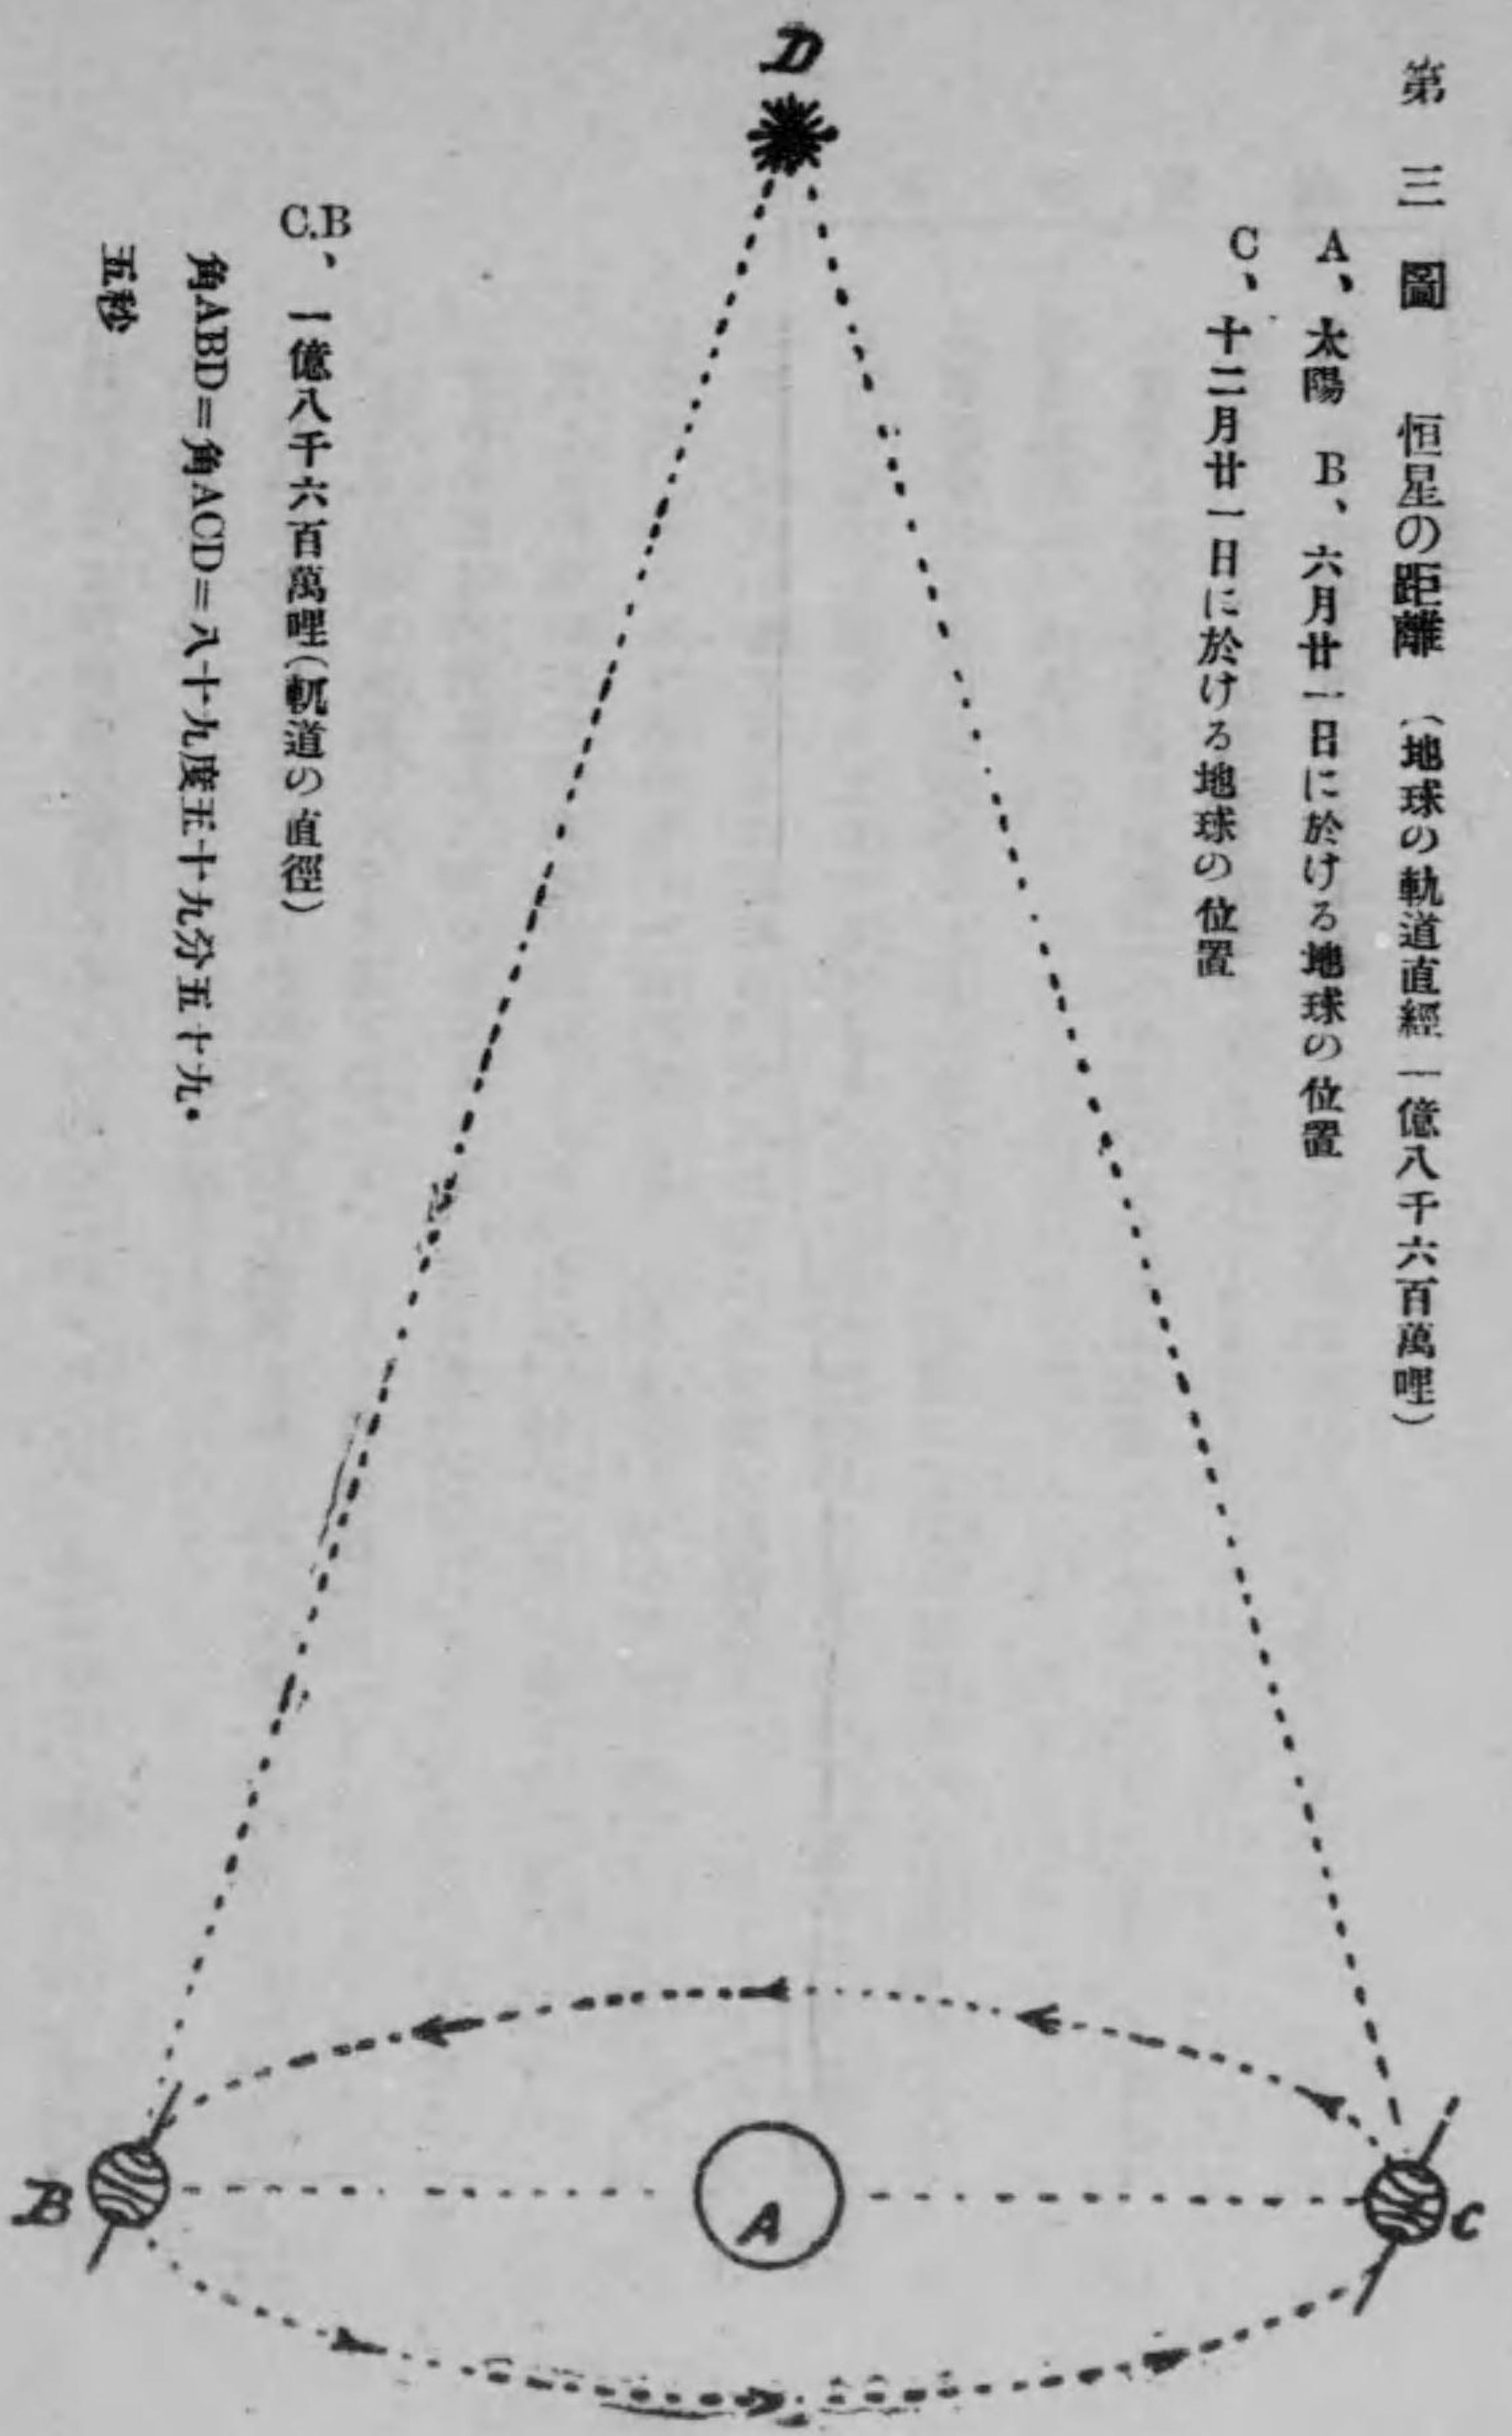 第三圖　恒星の距離　（地球の軌道直經一億八千六百萬哩）
A、太陽　B、六月廿一日に於ける地球の位置
C、十二月廿一日に於ける地球の位置
C.B、一億八千六百萬哩（軌道の直徑）
角ABD＝角ACD＝八十九度五十九分五十九・
五秒
D
B
A
C